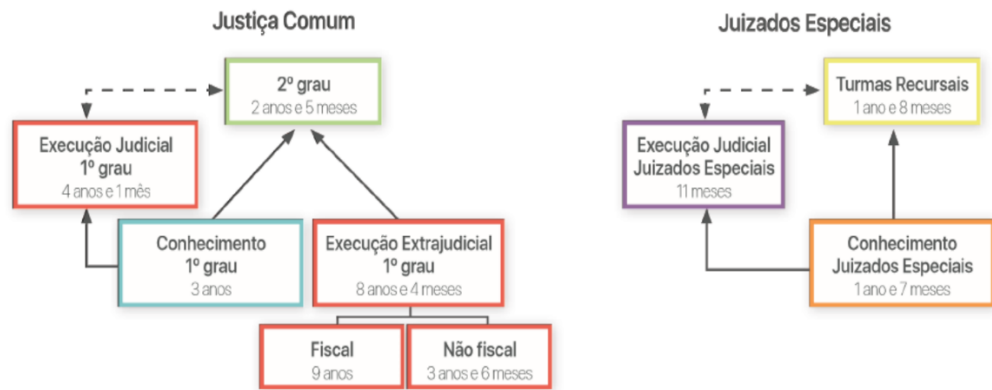 Justiça Comum
2º grau
2 anos e 5 meses
Execução Judicial
1º grau
4 anos e 1 mês
Conhecimento
1º grau
3 anos
Execução Extrajudicial
1º grau
8 anos e 4 meses
Fiscal
9 anos
Não fiscal
3 anos e 6 meses
Juizados Especiais
Turmas Recursais
1 ano e 8 meses
Execução Judicial
Juizados Especiais
11 meses
Conhecimento
Juizados Especiais
1 ano e 7 meses